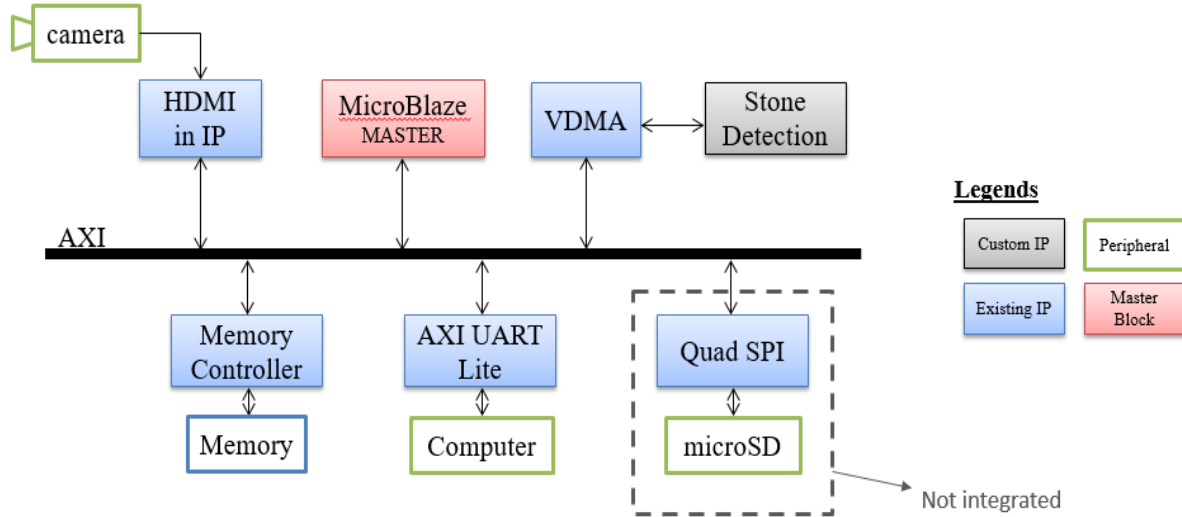 camera
HDMI
in IP
MicroBlaze
MASTER
VDMA
Stone
Detection
AXI
Memory
Controller
AXI UART
Lite
Quad SPI
Memory
Computer
microSD
Not integrated
Legends
Custom IP
Peripheral
Existing IP
Master
Block